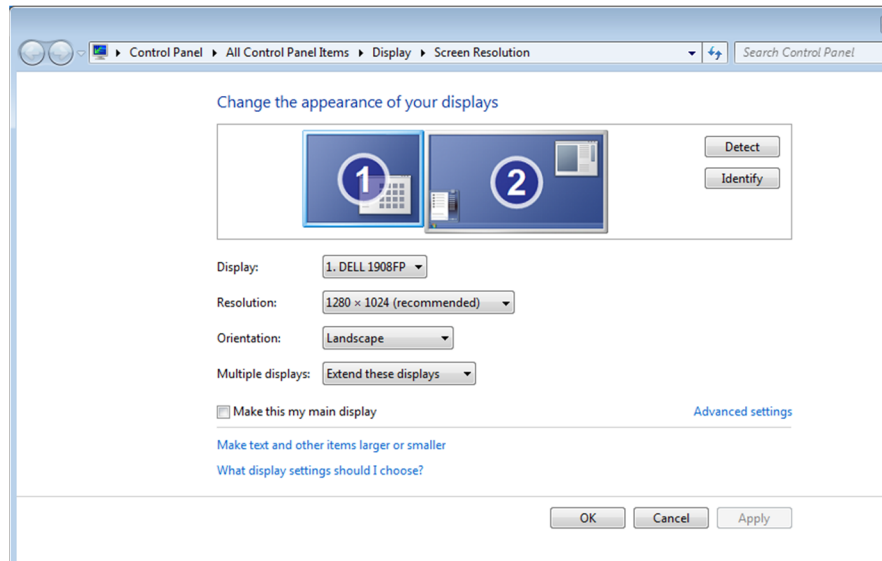 Control Panel ▸ All Control Panel Items ▸ Display ▸ Screen Resolution Search Control Panel
Change the appearance of your displays
1 2
Detect
Identify
Display: 1. DELL 1908FP
Resolution: 1280 × 1024 (recommended)
Orientation: Landscape
Multiple displays: Extend these displays
Make this my main display Advanced settings
Make text and other items larger or smaller
What display settings should I choose?
OK Cancel Apply